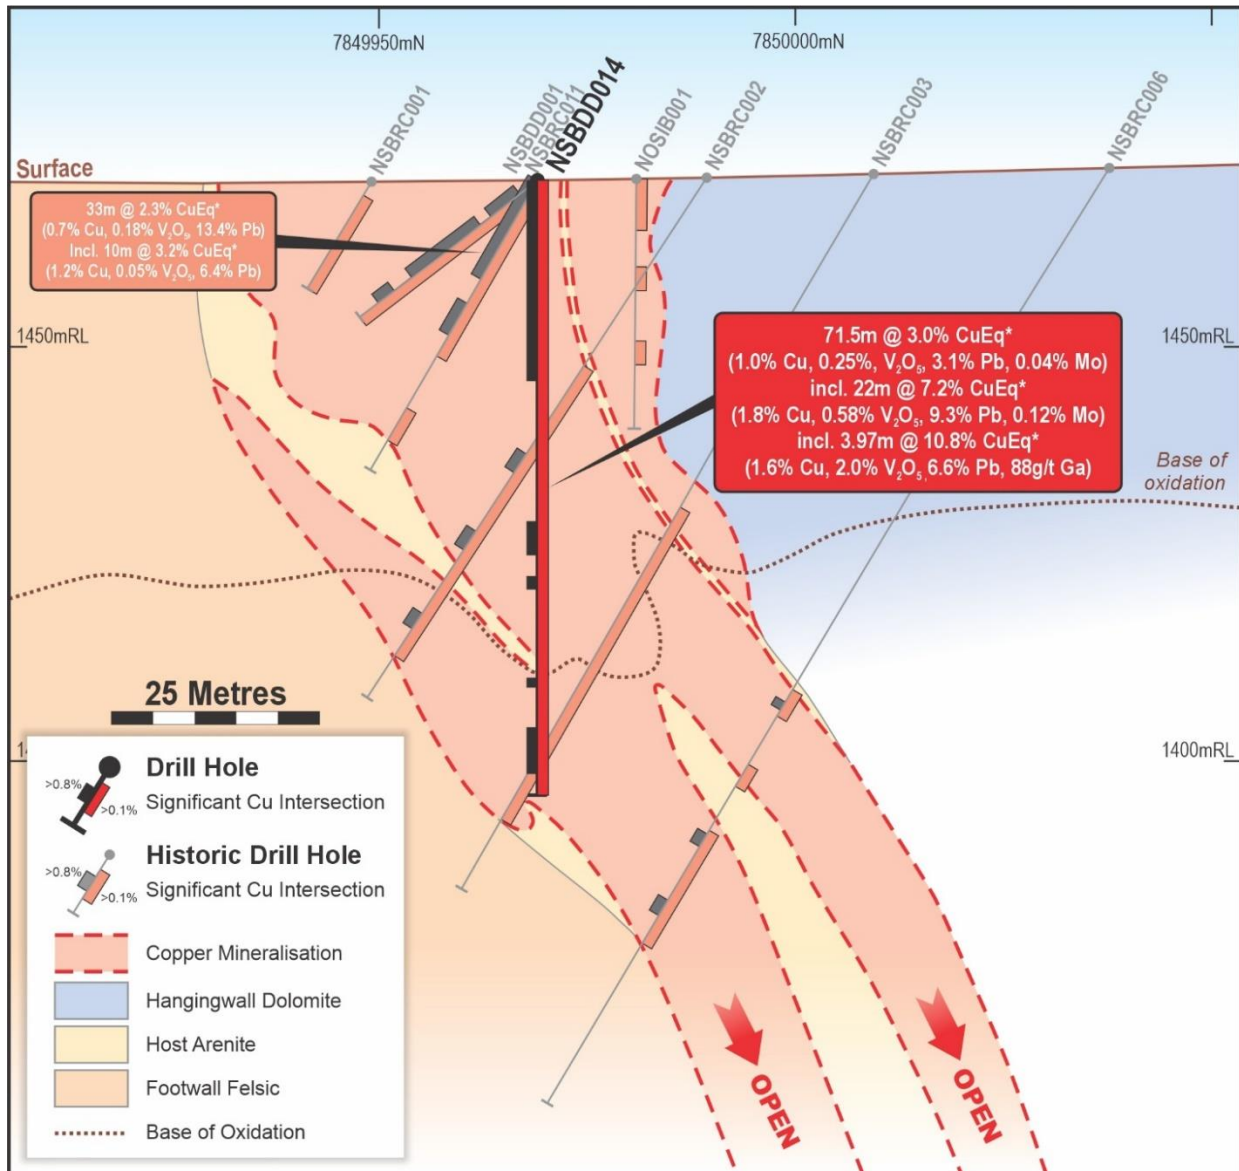 7849950mN
7850000mN
NSBRC001
NSBDD001
NSBRC011
NSBDD014
NOSIB001
NSBRC002
NSBRC003
NSBRC006
Surface
33m @ 2.3% CuEq*
(0.7% Cu, 0.18% V₂O₅, 13.4% Pb)
Incl. 10m @ 3.2% CuEq*
(1.2% Cu, 0.05% V₂O₅, 6.4% Pb)
1450mRL
1450mRL
71.5m @ 3.0% CuEq*
(1.0% Cu, 0.25%, V₂O₅, 3.1% Pb, 0.04% Mo)
incl. 22m @ 7.2% CuEq*
(1.8% Cu, 0.58% V₂O₅, 9.3% Pb, 0.12% Mo)
incl. 3.97m @ 10.8% CuEq*
(1.6% Cu, 2.0% V₂O₅, 6.6% Pb, 88g/t Ga)
Base of
oxidation
25 Metres
1400mRL
>0.8%
>0.1%
Drill Hole
Significant Cu Intersection
>0.8%
>0.1%
Historic Drill Hole
Significant Cu Intersection
Copper Mineralisation
Hangingwall Dolomite
Host Arenite
Footwall Felsic
Base of Oxidation
OPEN
OPEN